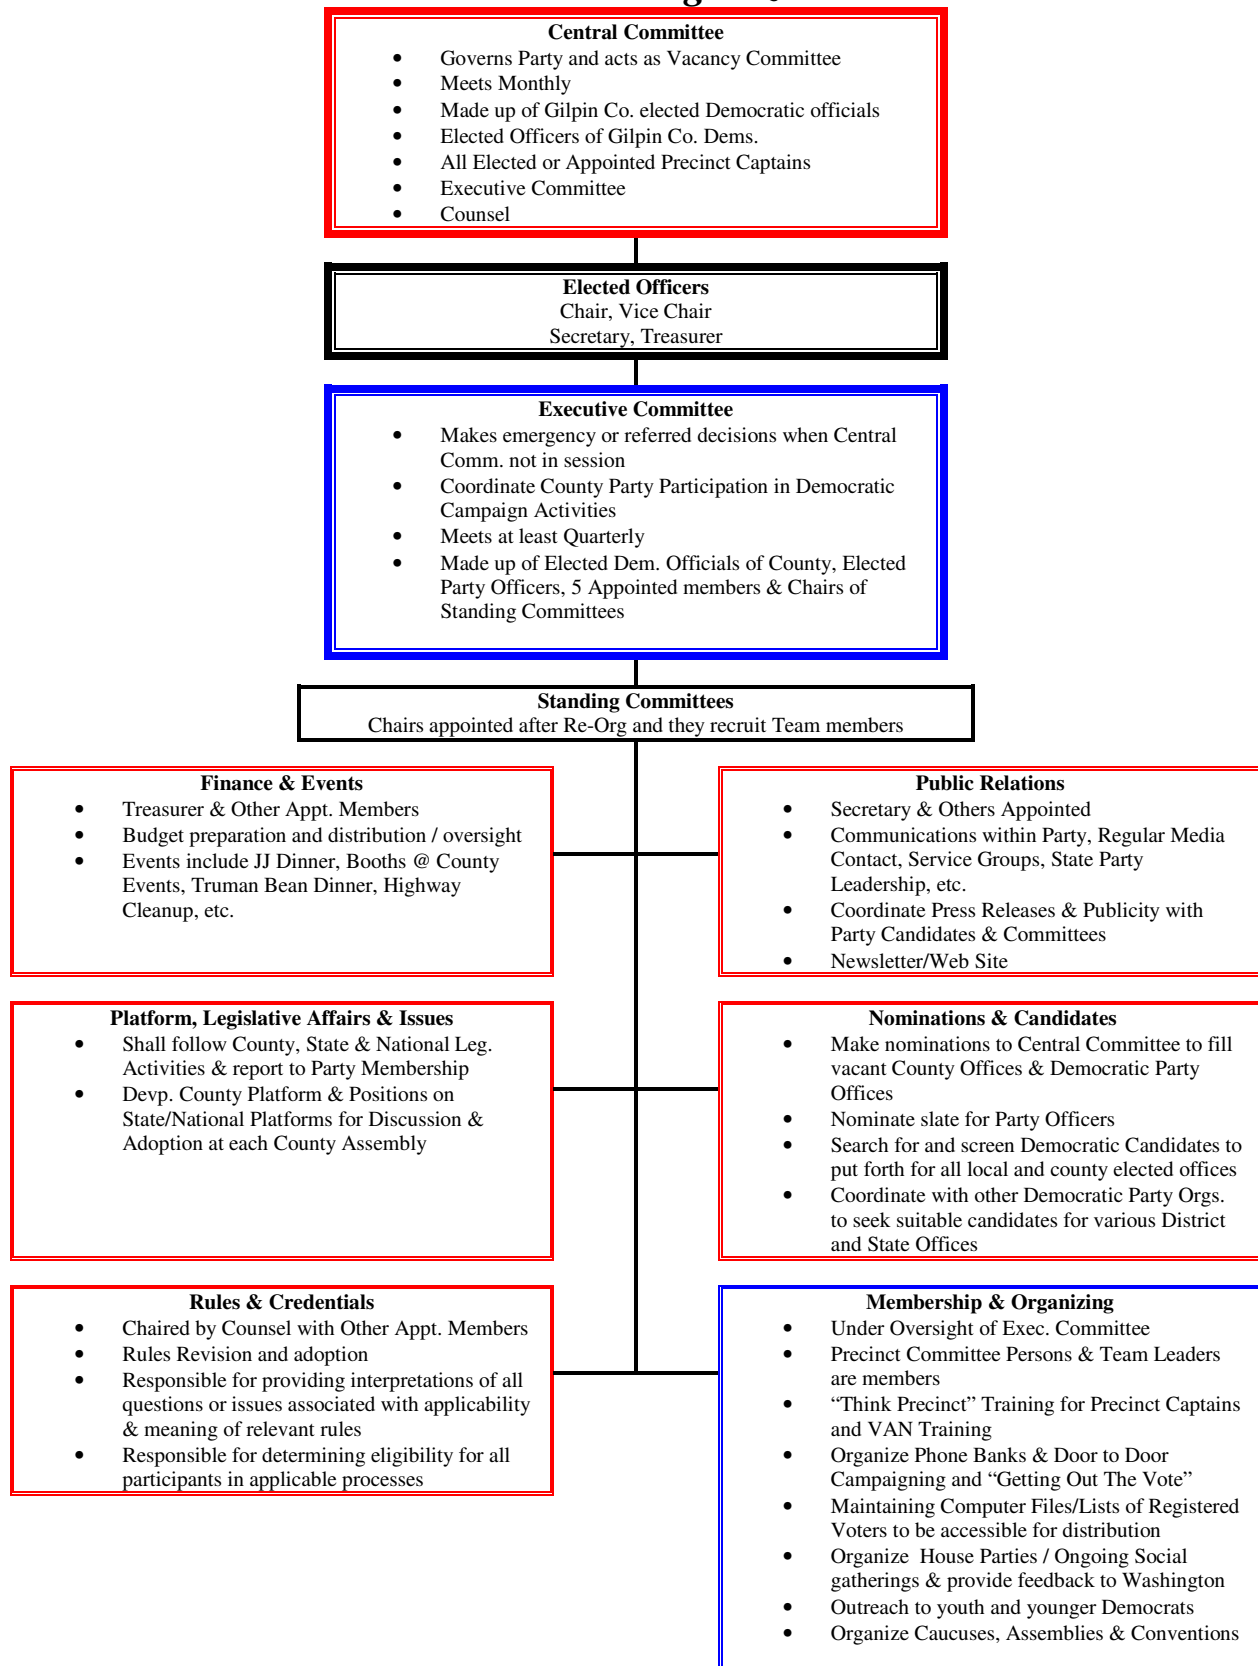 Central Committee
• Governs Party and acts as Vacancy Committee
• Meets Monthly
• Made up of Gilpin Co. elected Democratic officials
• Elected Officers of Gilpin Co. Dems.
• All Elected or Appointed Precinct Captains
• Executive Committee
• Counsel
Elected Officers
Chair, Vice Chair
Secretary, Treasurer
Executive Committee
• Makes emergency or referred decisions when Central
Comm. not in session
• Coordinate County Party Participation in Democratic
Campaign Activities
• Meets at least Quarterly
• Made up of Elected Dem. Officials of County, Elected
Party Officers, 5 Appointed members & Chairs of
Standing Committees
Standing Committees
Chairs appointed after Re-Org and they recruit Team members
Finance & Events
• Treasurer & Other Appt. Members
• Budget preparation and distribution / oversight
• Events include JJ Dinner, Booths @ County
Events, Truman Bean Dinner, Highway
Cleanup, etc.
Public Relations
• Secretary & Others Appointed
• Communications within Party, Regular Media
Contact, Service Groups, State Party
Leadership, etc.
• Coordinate Press Releases & Publicity with
Party Candidates & Committees
• Newsletter/Web Site
Platform, Legislative Affairs & Issues
• Shall follow County, State & National Leg.
Activities & report to Party Membership
• Devp. County Platform & Positions on
State/National Platforms for Discussion &
Adoption at each County Assembly
Nominations & Candidates
• Make nominations to Central Committee to fill
vacant County Offices & Democratic Party
Offices
• Nominate slate for Party Officers
• Search for and screen Democratic Candidates to
put forth for all local and county elected offices
• Coordinate with other Democratic Party Orgs.
to seek suitable candidates for various District
and State Offices
Rules & Credentials
• Chaired by Counsel with Other Appt. Members
• Rules Revision and adoption
• Responsible for providing interpretations of all
questions or issues associated with applicability
& meaning of relevant rules
• Responsible for determining eligibility for all
participants in applicable processes
Membership & Organizing
• Under Oversight of Exec. Committee
• Precinct Committee Persons & Team Leaders
are members
• “Think Precinct” Training for Precinct Captains
and VAN Training
• Organize Phone Banks & Door to Door
Campaigning and “Getting Out The Vote”
• Maintaining Computer Files/Lists of Registered
Voters to be accessible for distribution
• Organize House Parties / Ongoing Social
gatherings & provide feedback to Washington
• Outreach to youth and younger Democrats
• Organize Caucuses, Assemblies & Conventions